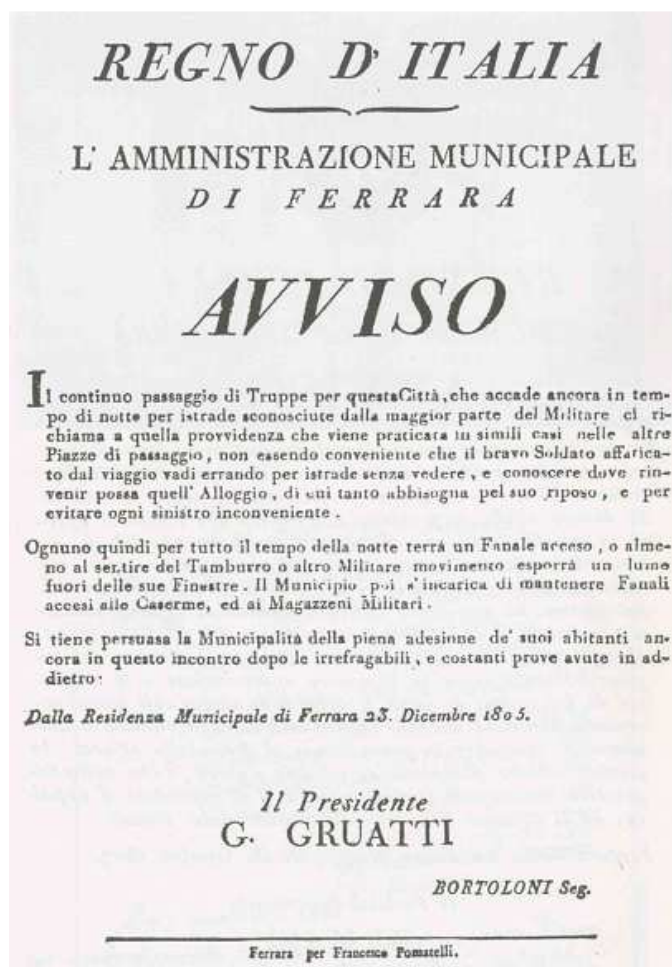 REGNO D' ITALIA
L' AMMINISTRAZIONE MUNICIPALE
DI FERRARA
AVVISO
Il continuo passaggio di Truppe per questa Città, che accade ancora in tem-
po di notte per istrade sconosciute dalla maggior parte del Militare ci ri-
chiama a quella provvidenza che viene praticata in simili casi nelle altre
Piazze di passaggio, non essendo conveniente che il bravo Soldato affatica-
to dal viaggio vadi errando per istrade senza vedere, e conoscere dove rin-
venir possa quell' Alloggio, di cui tanto abbisogna pel suo riposo, e per
evitare ogni sinistro inconveniente.
Ognuno quindi per tutto il tempo della notte terrà un Fanale acceso, o alme-
no al sentire del Tamburro o altro Militare movimento esporrà un lume
fuori delle sue Finestre. Il Municipio poi s'incarica di mantenere Fanali
accesi alle Caserme, ed ai Magazzeni Militari.
Si tiene persuasa la Municipalità della piena adesione de' suoi abitanti an-
cora in questo incontro dopo le irrefragabili, e costanti prove avute in ad-
dietro.
Dalla Residenza Municipale di Ferrara 23. Dicembre 1805.
Il Presidente
G. GRUATTI
BORTOLONI Seg.
Ferrara per Francesco Pomatelli.